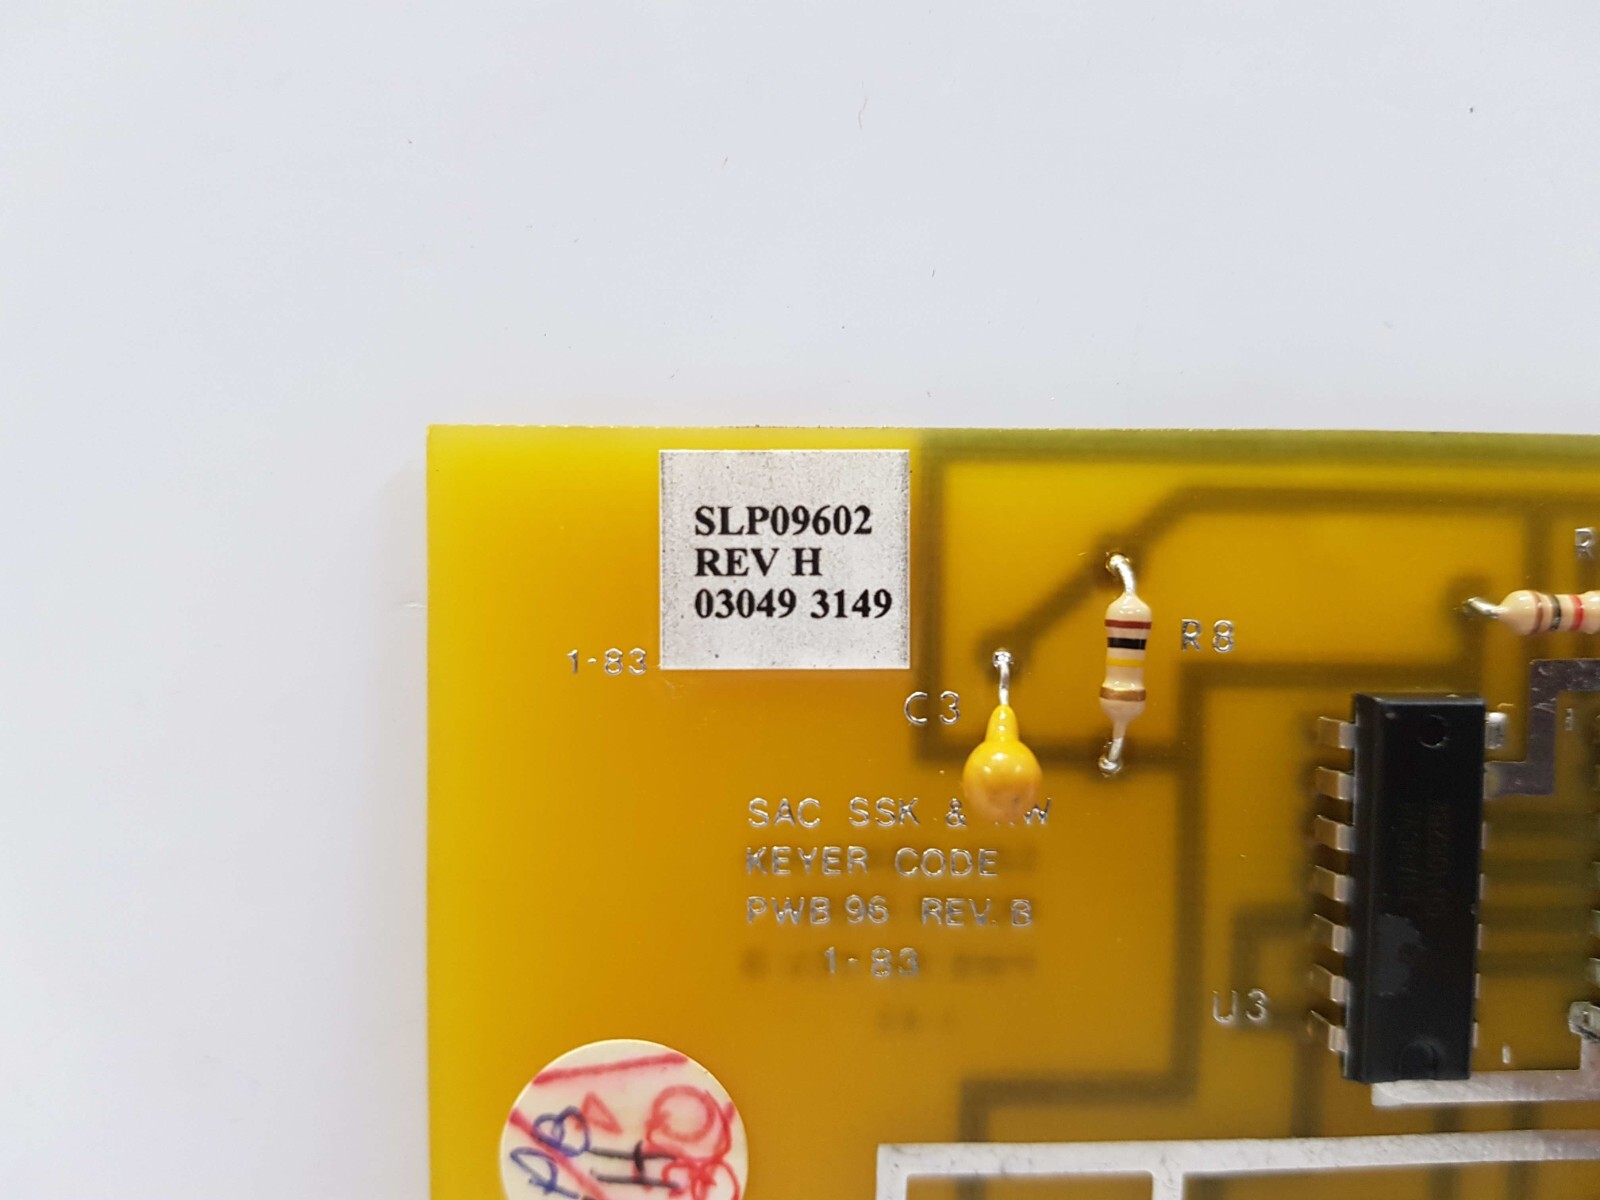 SLP09602
REV H
03049 3149
1-83
R8
C3
SAC SSK &
KEYER CODE
PWB 96 REV. B
1-83
U3
R